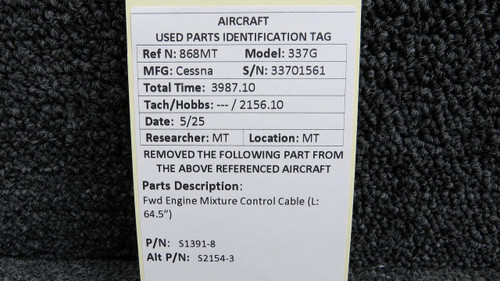 AIRCRAFT
USED PARTS IDENTIFICATION TAG
Ref N: 868MT Model: 337G
MFG: Cessna S/N: 33701561
Total Time: 3987.10
Tach/Hobbs: --- / 2156.10
Date: 5/25
Researcher: MT Location: MT
REMOVED THE FOLLOWING PART FROM
THE ABOVE REFERENCED AIRCRAFT
Parts Description:
Fwd Engine Mixture Control Cable (L:
64.5”)
P/N: S1391-8
Alt P/N: S2154-3